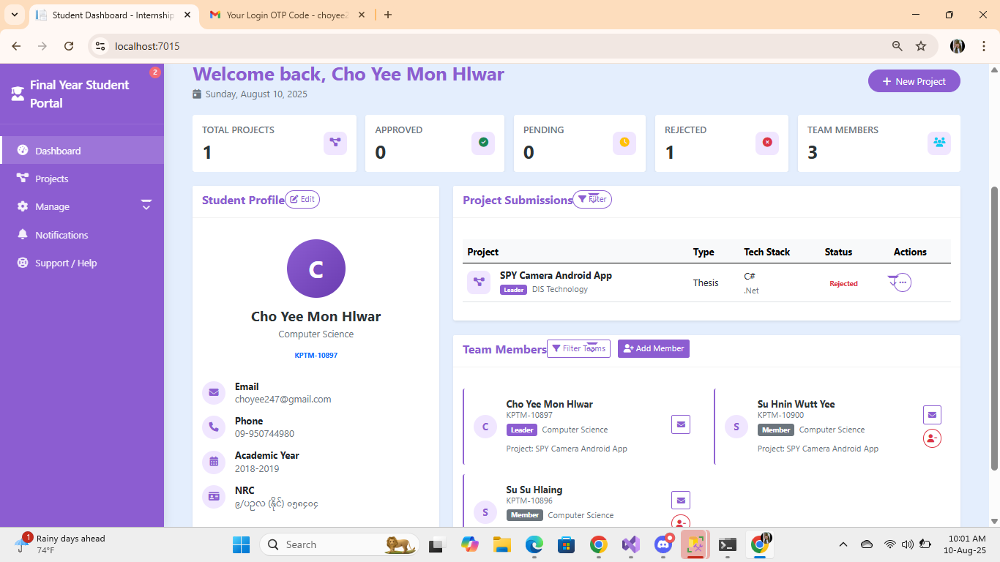 Student Dashboard - Internship
Your Login OTP Code - choyee2
localhost:7015
Final Year Student
Portal
2
Dashboard
Projects
Manage
Notifications
Support / Help
Welcome back, Cho Yee Mon Hlwar
Sunday, August 10, 2025
+ New Project
TOTAL PROJECTS
1
APPROVED
0
PENDING
0
REJECTED
1
TEAM MEMBERS
3
Student Profile Edit
C
Cho Yee Mon Hlwar
Computer Science
KPTM-10897
Email
choyee247@gmail.com
Phone
09-950744980
Academic Year
2018-2019
NRC
၉/ပဥလ (နိုင်) ၀၅၈၄၀၄
Project Submissions Filter
Project Type Tech Stack Status Actions
SPY Camera Android App
Leader DIS Technology
Thesis
C#
.Net
Rejected
Team Members Filter Teams Add Member
C
Cho Yee Mon Hlwar
KPTM-10897
Leader Computer Science
Project: SPY Camera Android App
S
Su Hnin Wutt Yee
KPTM-10900
Member Computer Science
Project: SPY Camera Android App
S
Su Su Hlaing
KPTM-10896
Member Computer Science
1
Rainy days ahead
74°F
Search
10:01 AM
10-Aug-25